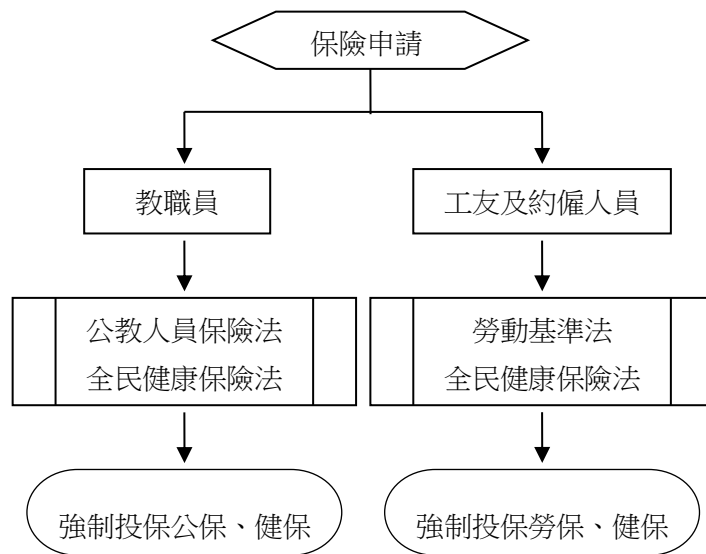 保險申請
教職員
工友及約僱人員
公教人員保險法
全民健康保險法
勞動基準法
全民健康保險法
強制投保公保、健保
強制投保勞保、健保